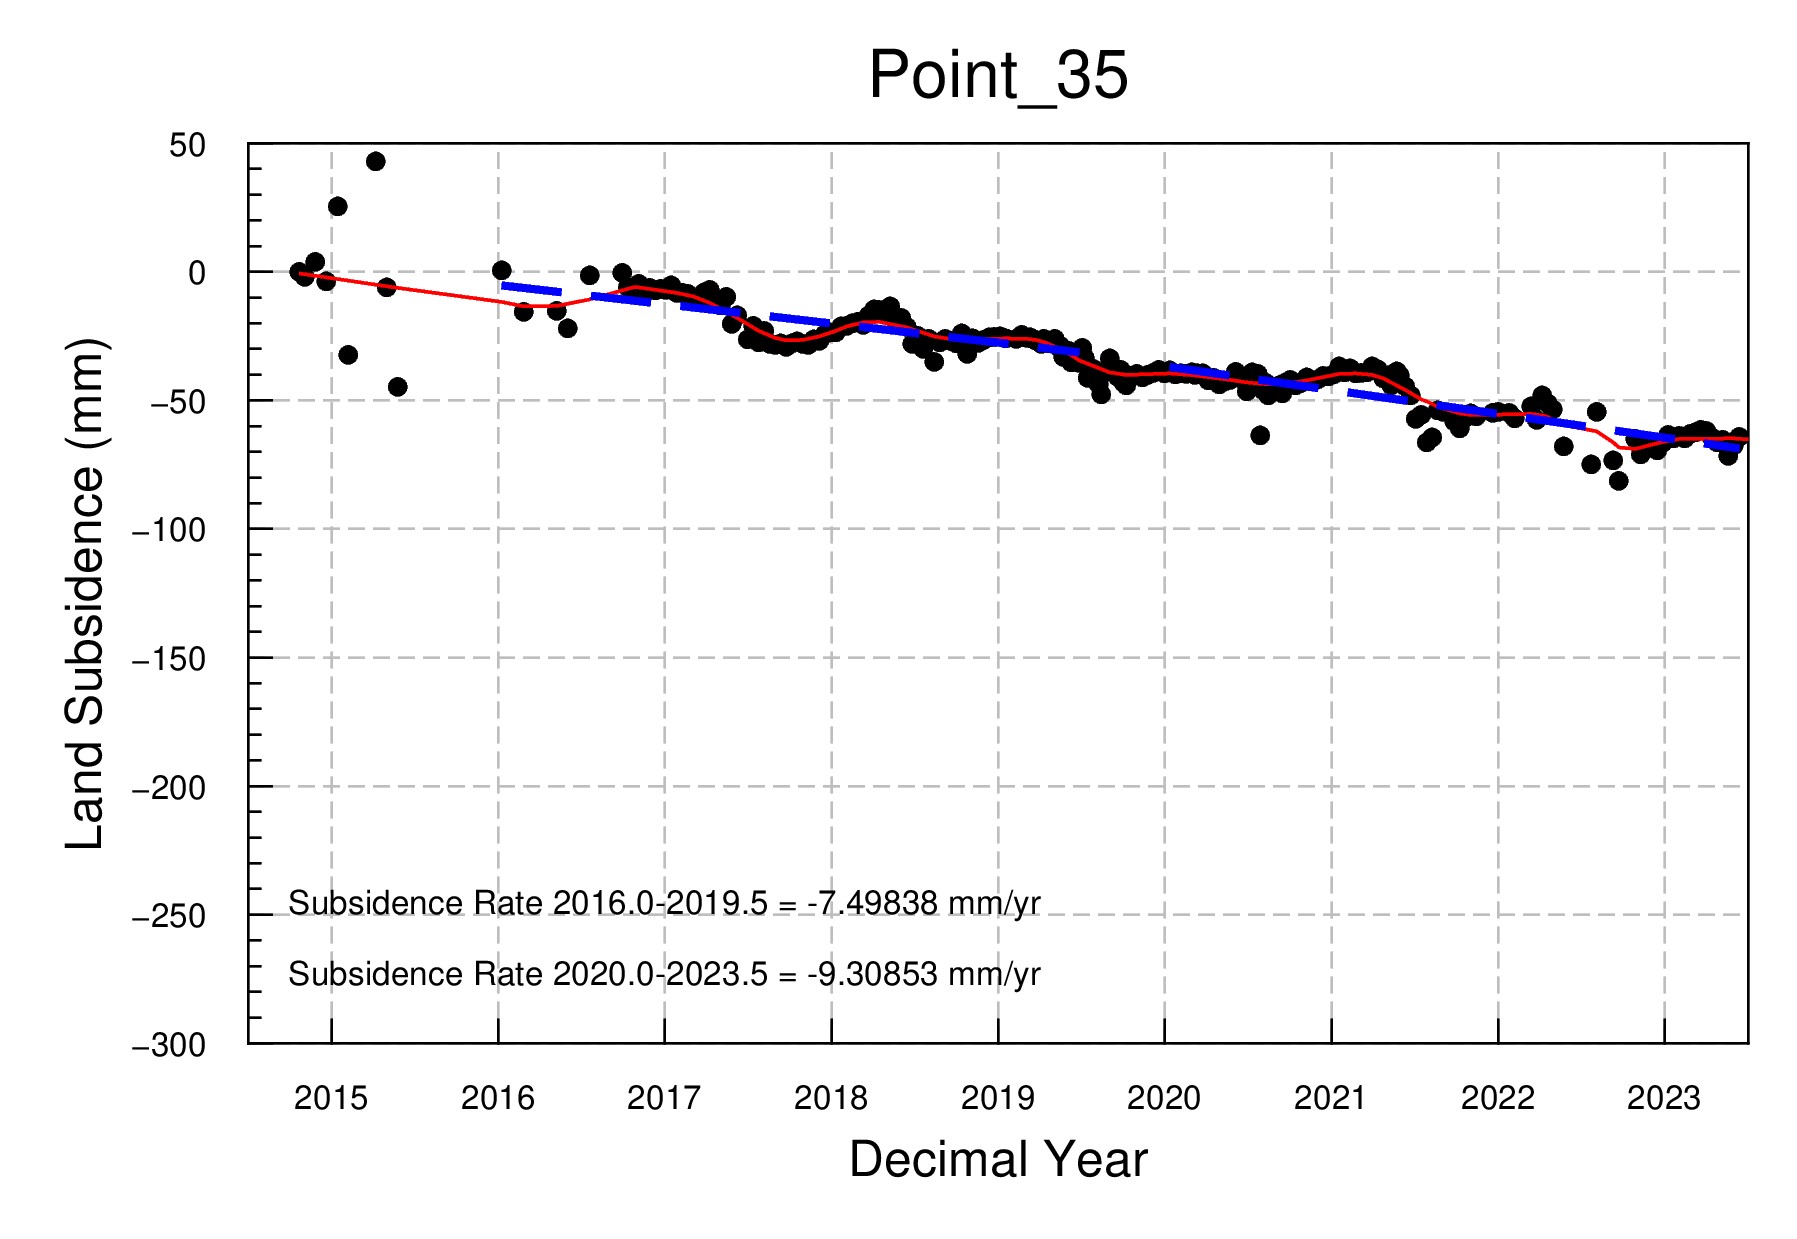 Point_35
50
0
−50
−100
−150
−200
−250
−300
Land Subsidence (mm)
Subsidence Rate 2016.0-2019.5 = -7.49838 mm/yr
Subsidence Rate 2020.0-2023.5 = -9.30853 mm/yr
2015 2016 2017 2018 2019 2020 2021 2022 2023
Decimal Year